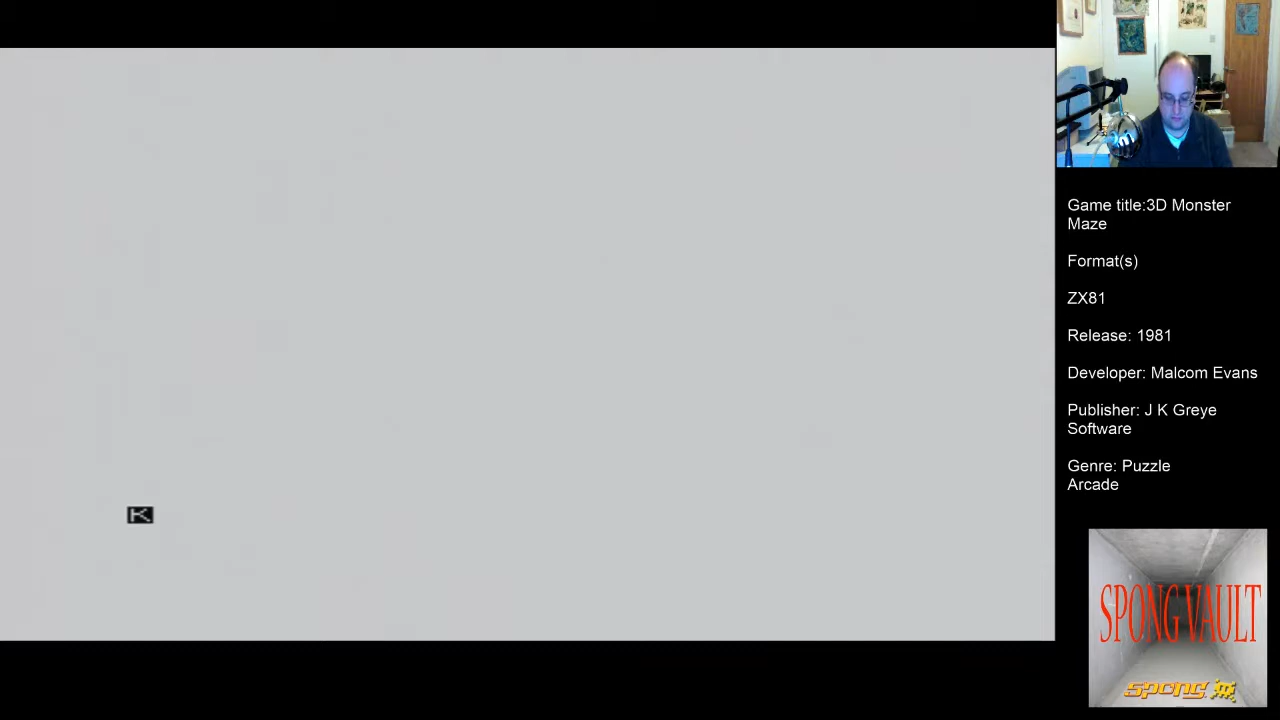 K
Game title:3D Monster
Maze
Format(s)
ZX81
Release: 1981
Developer: Malcom Evans
Publisher: J K Greye
Software
Genre: Puzzle
Arcade
SPONG VAULT
spong